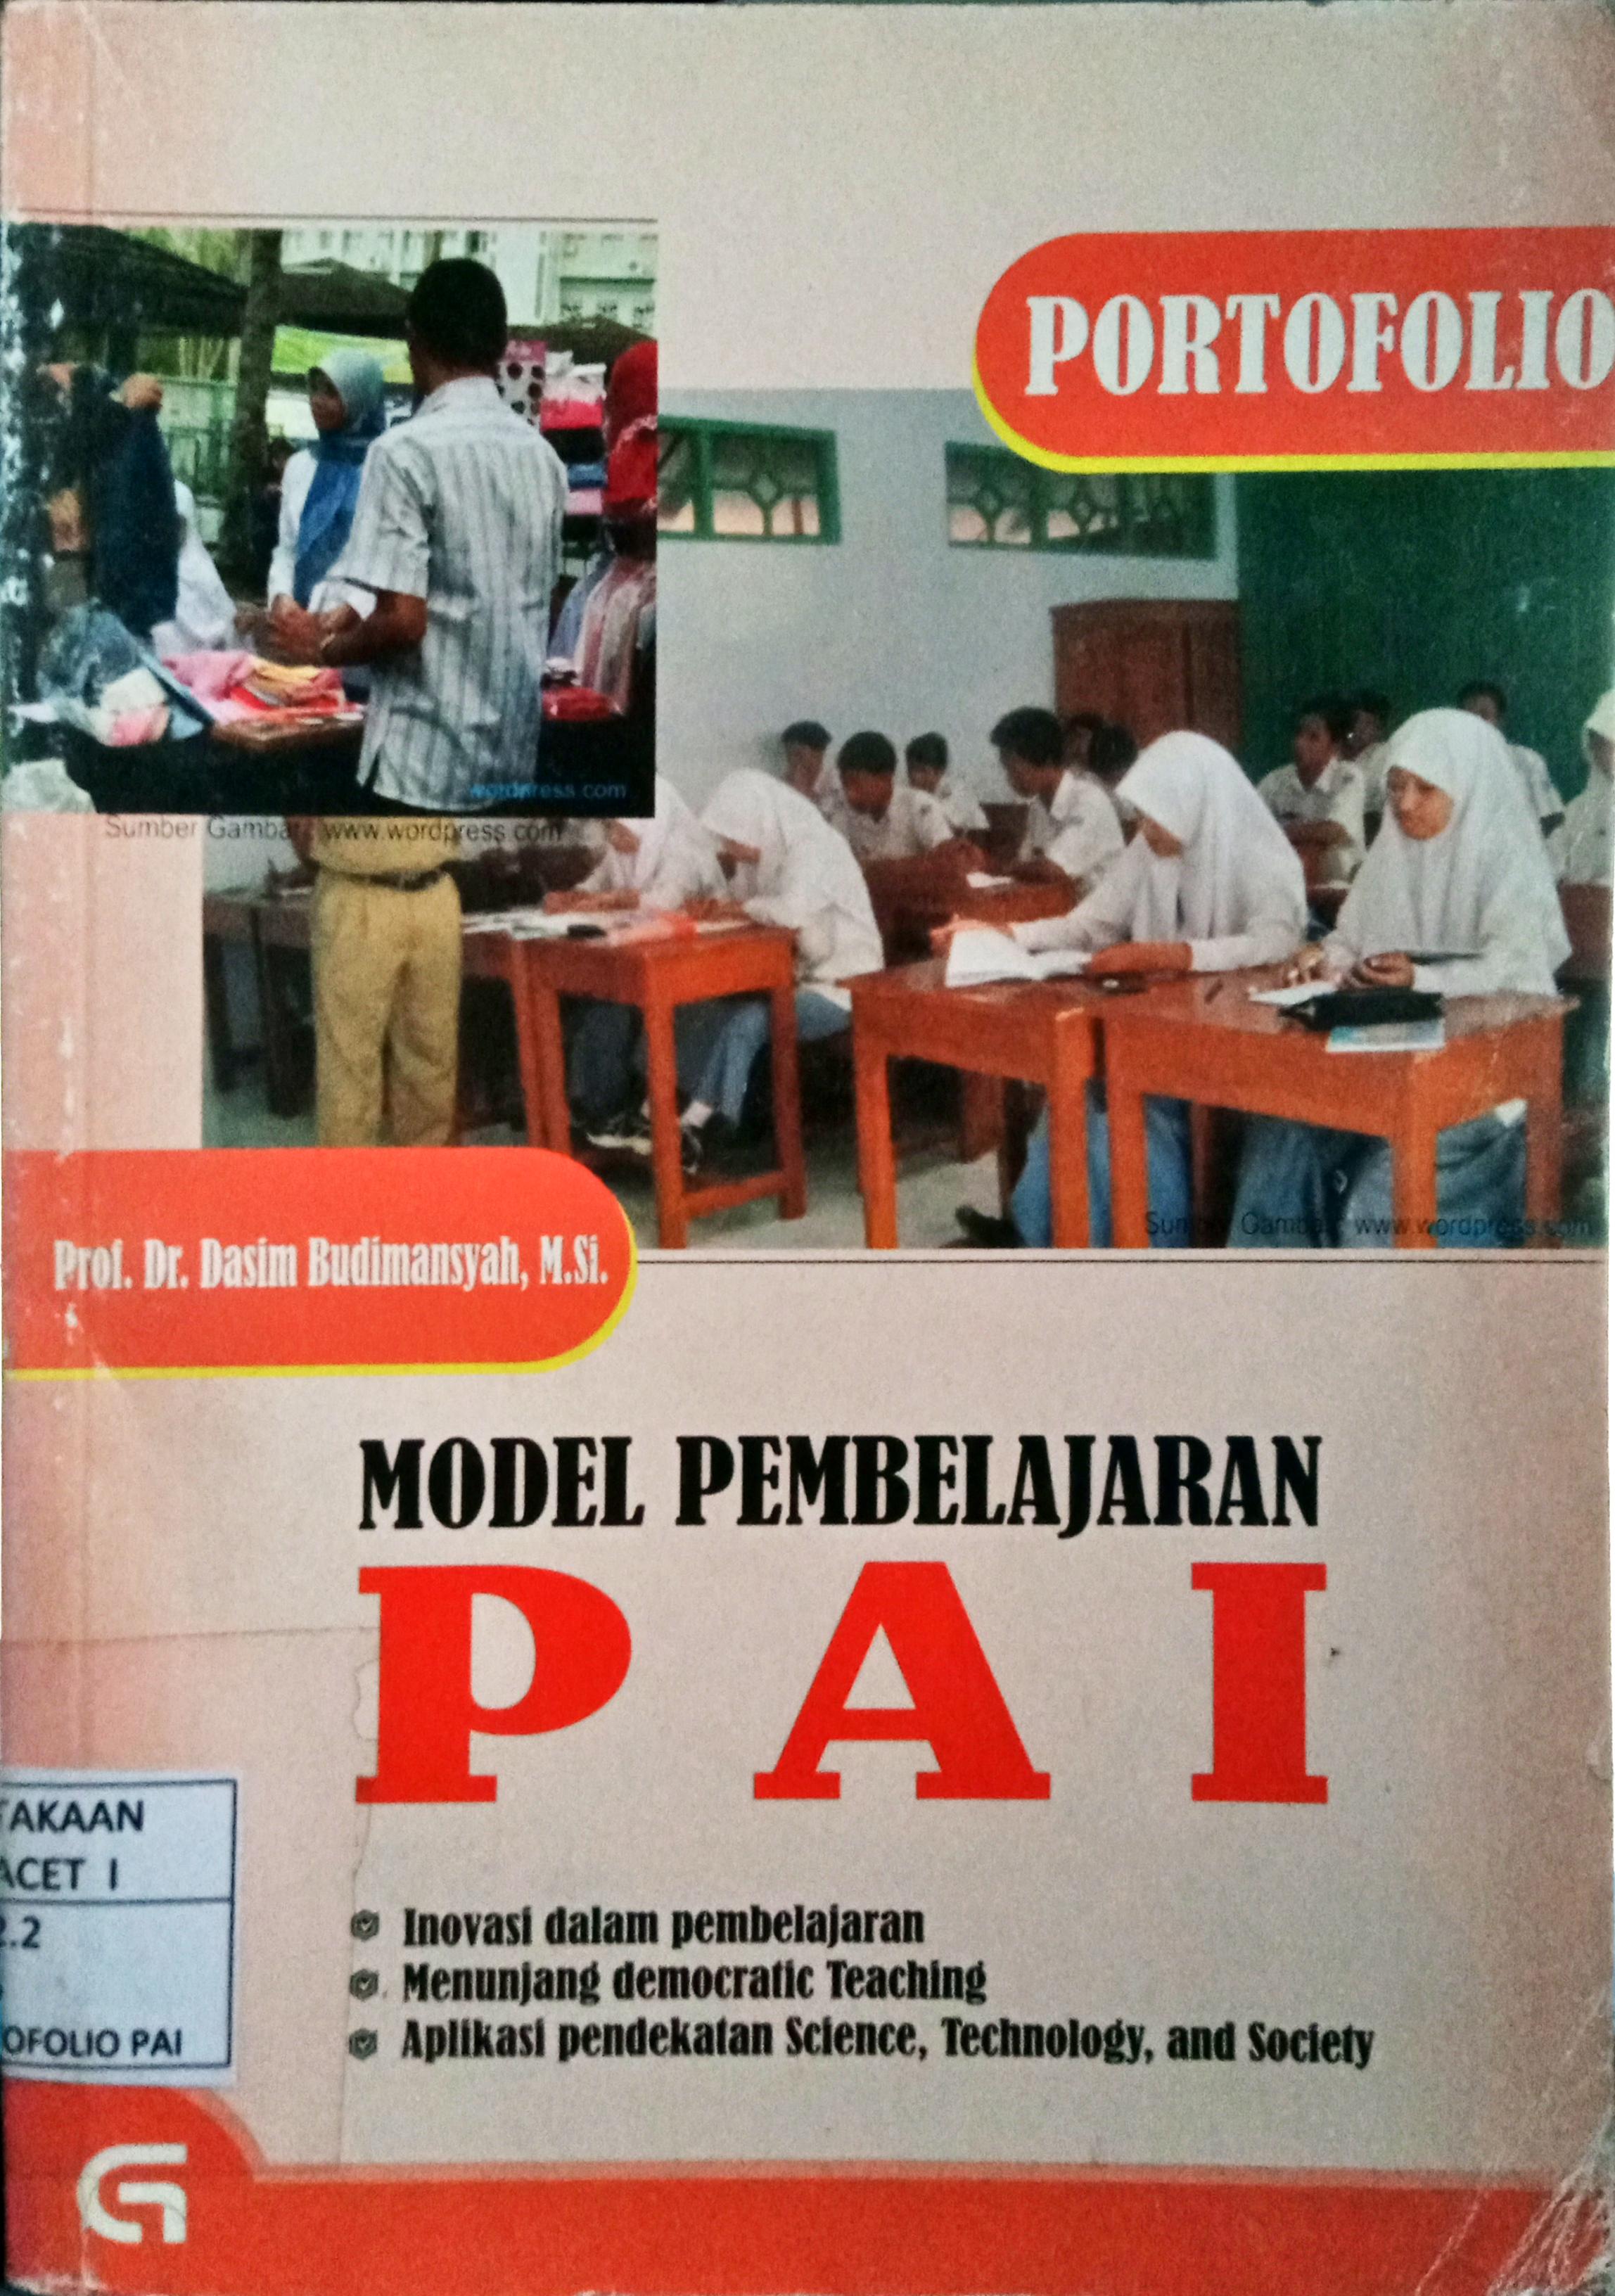 PORTOFOLIO
wordpress.com
Sumber Gambar : www.wordpress.com
Sumber Gambar : www.wordpress.com
Prof. Dr. Dasim Budimansyah, M.Si.
MODEL PEMBELAJARAN
PAI
Inovasi dalam pembelajaran
Menunjang democratic Teaching
Aplikasi pendekatan Science, Technology, and Society
TAKAAN
ACET I
.2
OFOLIO PAI